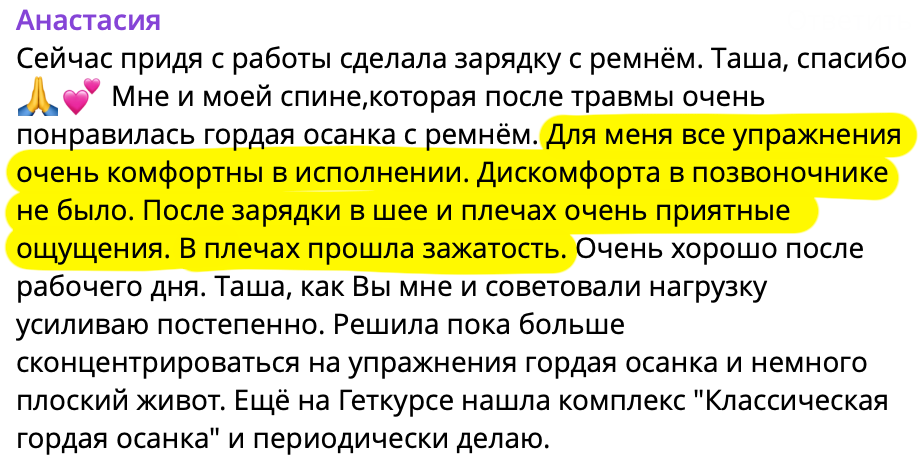 Анастасия
Сейчас придя с работы сделала зарядку с ремнём. Таша, спасибо
🙏💕 Мне и моей спине,которая после травмы очень
понравилась гордая осанка с ремнём. Для меня все упражнения
очень комфортны в исполнении. Дискомфорта в позвоночнике
не было. После зарядки в шее и плечах очень приятные
ощущения. В плечах прошла зажатость. Очень хорошо после
рабочего дня. Таша, как Вы мне и советовали нагрузку
усиливаю постепенно. Решила пока больше
сконцентрироваться на упражнения гордая осанка и немного
плоский живот. Ещё на Геткурсе нашла комплекс "Классическая
гордая осанка" и периодически делаю.